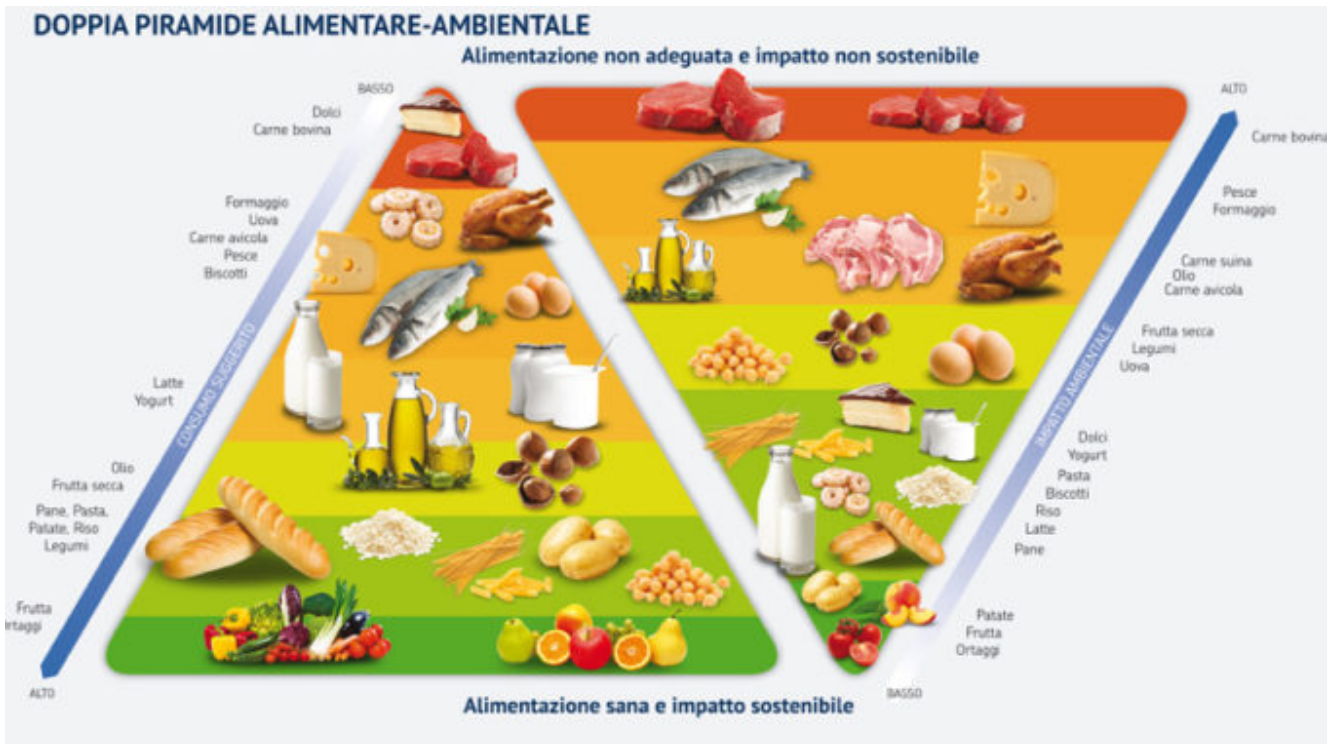 DOPPIA PIRAMIDE ALIMENTARE-AMBIENTALE
Alimentazione non adeguata e impatto non sostenibile
BASSO
Dolci
Carne bovina
Formaggio
Uova
Carne avicola
Pesce
Biscotti
CONSUMO SUGGERITO
Latte
Yogurt
Olio
Frutta secca
Pane, Pasta,
Patate, Riso
Legumi
Frutta
rtaggi
ALTO
ALTO
Carne bovina
Pesce
Formaggio
Carne suina
Olio
Carne avicola
Frutta secca
Legumi
Uova
IMPATTO AMBIENTALE
Dolci
Yogurt
Pasta
Biscotti
Riso
Latte
Pane
Patate
Frutta
Ortaggi
BASSO
Alimentazione sana e impatto sostenibile